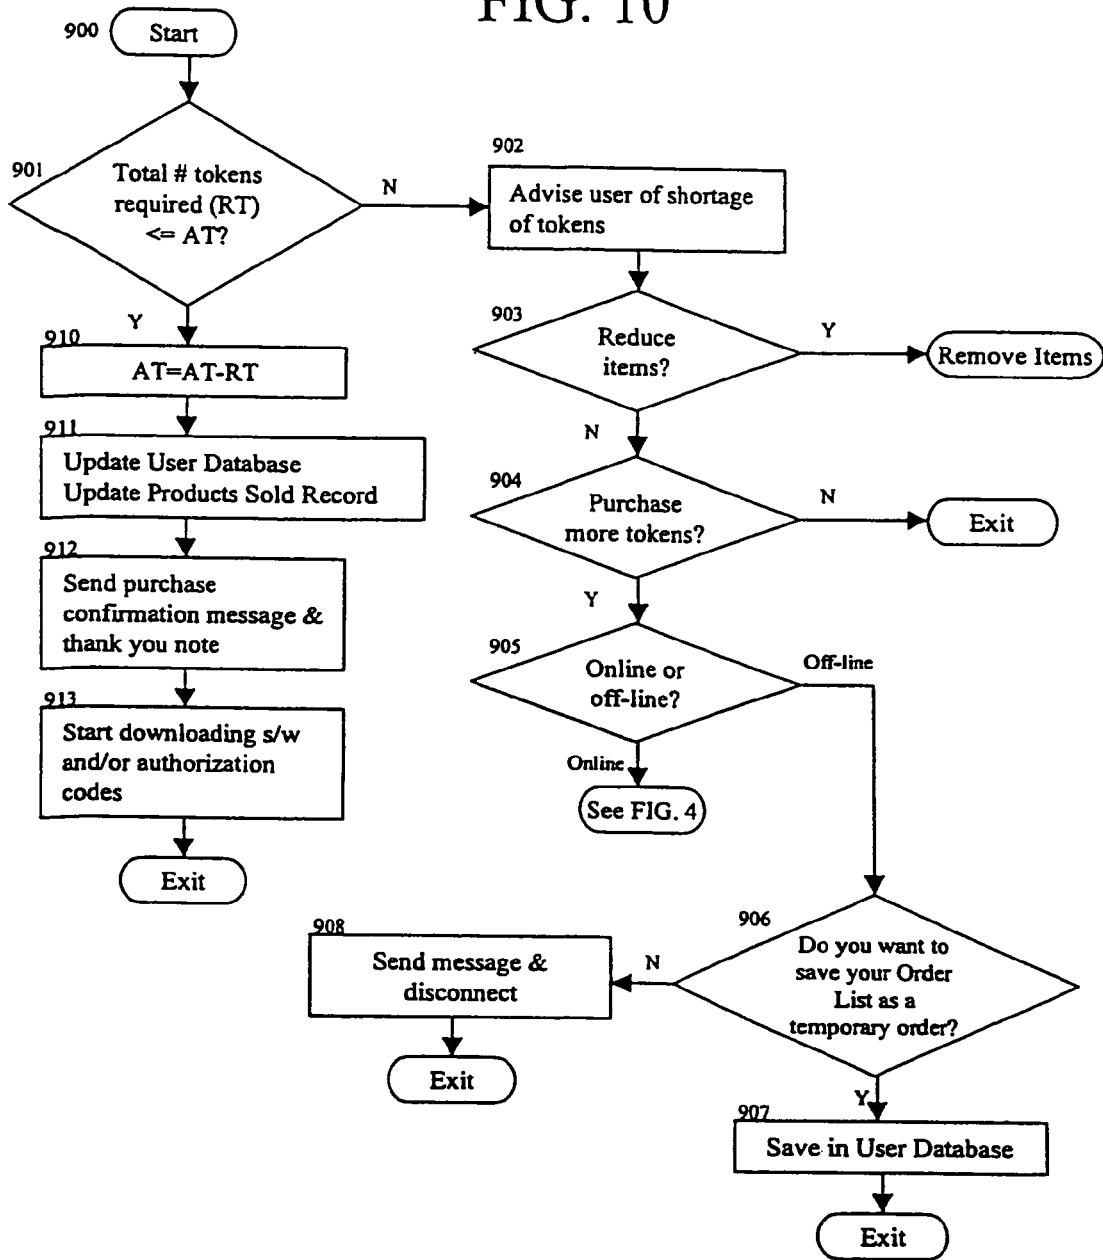 FIG. 10
900
Start
901
Total # tokens
required (RT)
<= AT?
N
902
Advise user of shortage
of tokens
Y
903
Reduce
items?
Y
Remove Items
910
AT=AT-RT
N
911
Update User Database
Update Products Sold Record
904
Purchase
more tokens?
N
Exit
912
Send purchase
confirmation message &
thank you note
Y
905
Online or
off-line?
Off-line
913
Start downloading s/w
and/or authorization
codes
Online
See FIG. 4
Exit
906
Do you want to
save your Order
List as a
temporary order?
N
908
Send message &
disconnect
Exit
Y
907
Save in User Database
Exit